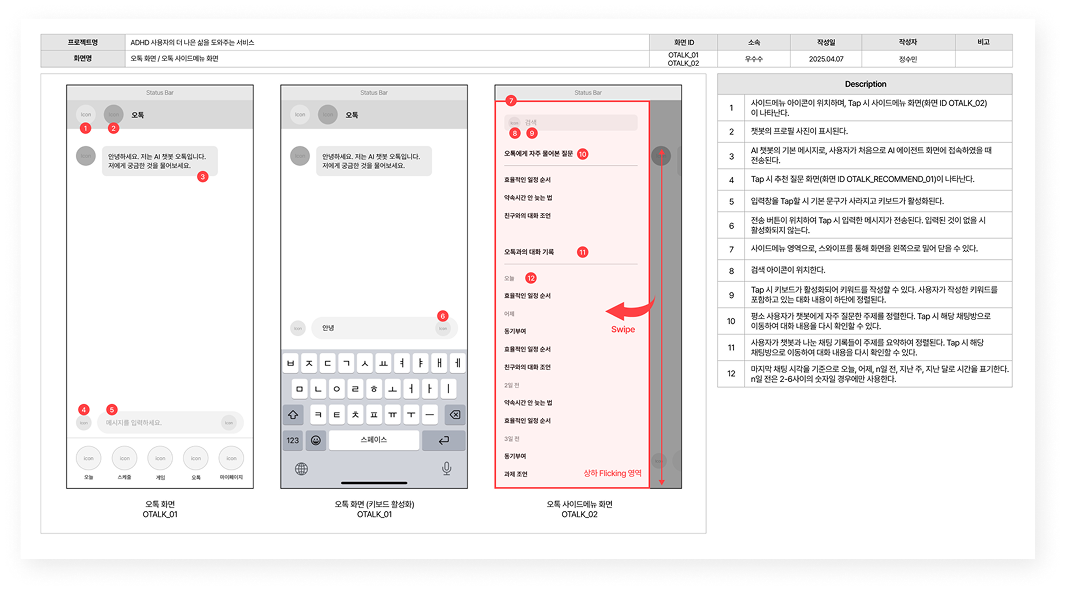 프로젝트명
ADHD 사용자의 더 나은 삶을 도와주는 서비스
화면 ID
소속
작성일
작성자
비고
화면명
오톡 화면 / 오톡 사이드메뉴 화면
OTALK_01
OTALK_02
우수수
2025.04.07
정수민
Status Bar
Icon
Icon
오톡
1
2
Icon
안녕하세요. 저는 AI 챗봇 오톡입니다.
저에게 궁금한 것을 물어보세요.
3
4
5
Icon
메시지를 입력하세요.
Icon
Icon
Icon
Icon
Icon
Icon
오늘
스케줄
게임
오톡
마이페이지
오톡 화면
OTALK_01
Status Bar
Icon
Icon
오톡
Icon
안녕하세요. 저는 AI 챗봇 오톡입니다.
저에게 궁금한 것을 물어보세요.
6
Icon
안녕
Icon
ㅂ ㅈ ㄷ ㄱ ㅅ ㅛ ㅕ ㅑ ㅐ ㅔ
ㅁ ㄴ ㅇ ㄹ ㅎ ㅗ ㅓ ㅏ ㅣ
ㅋ ㅌ ㅊ ㅍ ㅠ ㅜ ㅡ
123
스페이스
오톡 화면 (키보드 활성화)
OTALK_01
Status Bar
7
Icon
검색
8
9
오톡에게 자주 물어본 질문
10
효율적인 일정 순서
약속시간 안 늦는 법
친구와의 대화 조언
오톡과의 대화 기록
11
오늘
12
효율적인 일정 순서
어제
동기부여
효율적인 일정 순서
친구와의 대화 조언
2일 전
약속시간 안 늦는 법
효율적인 일정 순서
3일 전
동기부여
과제 조언
Swipe
상하 Flicking 영역
오톡 사이드메뉴 화면
OTALK_02
Description
1
사이드메뉴 아이콘이 위치하며, Tap 시 사이드메뉴 화면(화면 ID OTALK_02)
이 나타난다.
2
챗봇의 프로필 사진이 표시된다.
3
AI 챗봇의 기본 메시지로, 사용자가 처음으로 AI 에이전트 화면에 접속하였을 때
전송된다.
4
Tap 시 추천 질문 화면(화면 ID OTALK_RECOMMEND_01)이 나타난다.
5
입력창을 Tap할 시 기본 문구가 사라지고 키보드가 활성화된다.
6
전송 버튼이 위치하여 Tap 시 입력한 메시지가 전송된다. 입력된 것이 없을 시
활성화되지 않는다.
7
사이드메뉴 영역으로, 스와이프를 통해 화면을 왼쪽으로 밀어 닫을 수 있다.
8
검색 아이콘이 위치한다.
9
Tap 시 키보드가 활성화되어 키워드를 작성할 수 있다. 사용자가 작성한 키워드를
포함하고 있는 대화 내용이 하단에 정렬된다.
10
평소 사용자가 챗봇에게 자주 질문한 주제를 정렬한다. Tap 시 해당 채팅방으로
이동하여 대화 내용을 다시 확인할 수 있다.
11
사용자가 챗봇과 나눈 채팅 기록들이 주제를 요약하여 정렬된다. Tap 시 해당
채팅방으로 이동하여 대화 내용을 다시 확인할 수 있다.
12
마지막 채팅 시각을 기준으로 오늘, 어제, n일 전, 지난 주, 지난 달로 시간을 표기한다.
n일 전은 2-6사이의 숫자일 경우에만 사용한다.